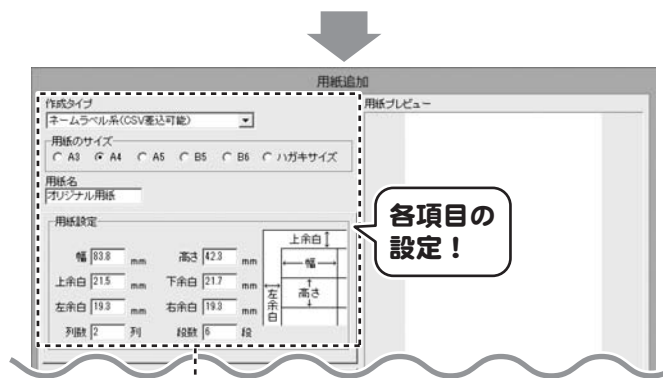 用紙追加
作成タイプ
ネームラベル系(CSV差込可能)
用紙のサイズ
A3 A4 A5 B5 B6 ハガキサイズ
用紙名
オリジナル用紙
用紙設定
幅 83.8 mm 高さ 42.3 mm
上余白 21.5 mm 下余白 21.7 mm
左余白 19.3 mm 右余白 19.3 mm
列数 2 列 段数 6 段
上余白
幅
高さ
左余白
用紙プレビュー
各項目の
設定！